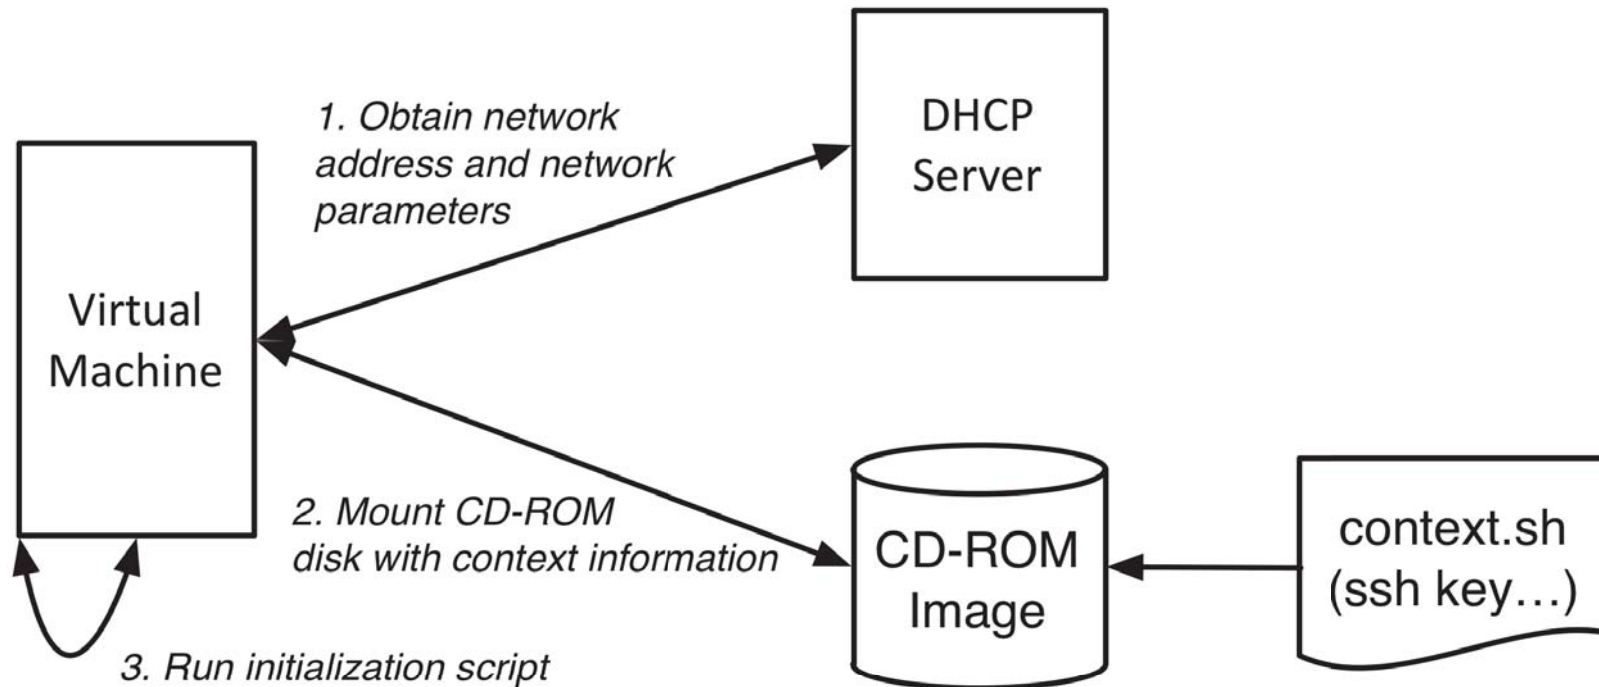 1. Obtain network
address and network
parameters
DHCP
Server
Virtual
Machine
2. Mount CD-ROM
disk with context information
CD-ROM
Image
context.sh
(ssh key…)
3. Run initialization script